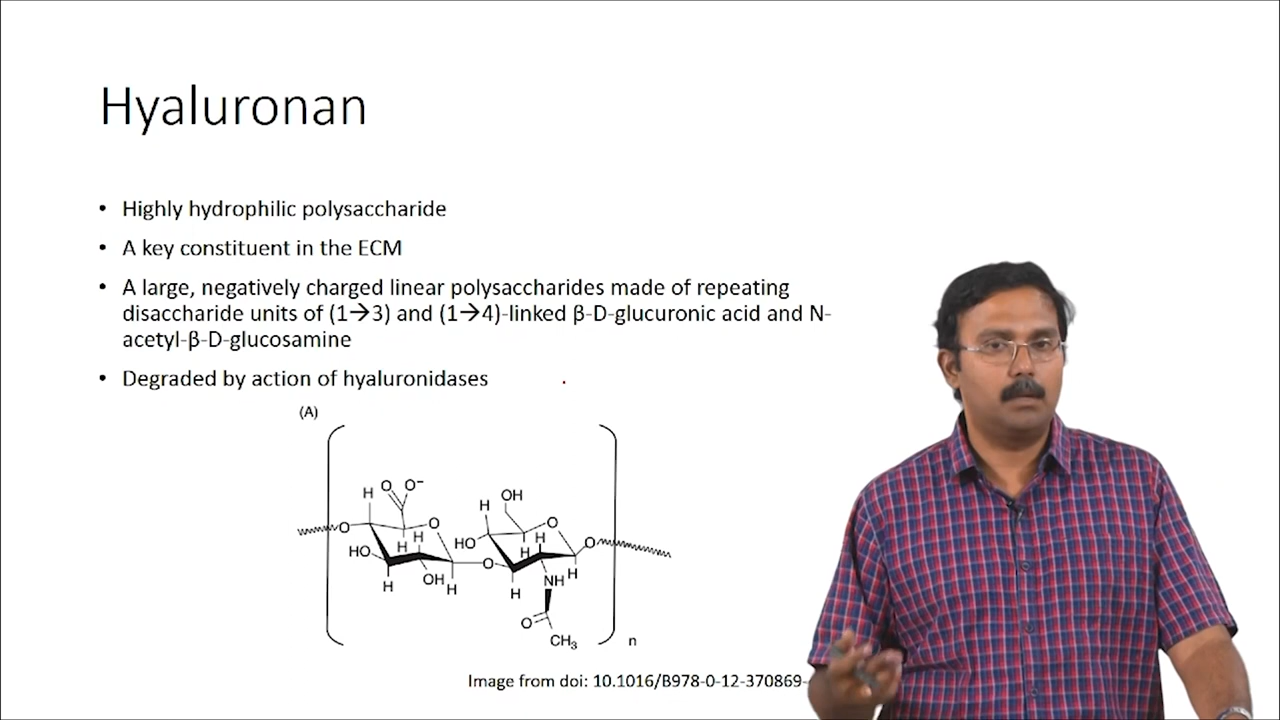 Hyaluronan
• Highly hydrophilic polysaccharide
• A key constituent in the ECM
• A large, negatively charged linear polysaccharides made of repeating
disaccharide units of (1→3) and (1→4)-linked β-D-glucuronic acid and N-
acetyl-β-D-glucosamine
• Degraded by action of hyaluronidases
(A)
H O O⁻ O H H O HO H OH H
H OH O HO H H O H NH O CH₃ O H
n
Image from doi: 10.1016/B978-0-12-370869-